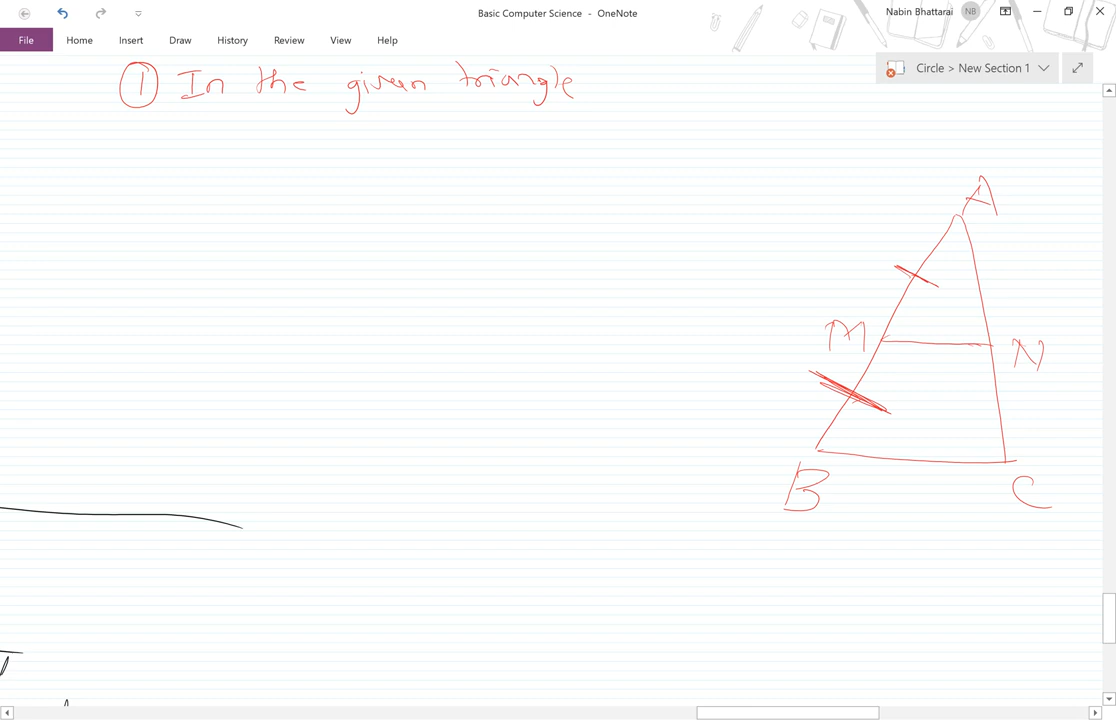 Basic Computer Science - OneNote
Nabin Bhattarai NB
File Home Insert Draw History Review View Help
Circle > New Section 1
① In the given triangle
A
M N
B C